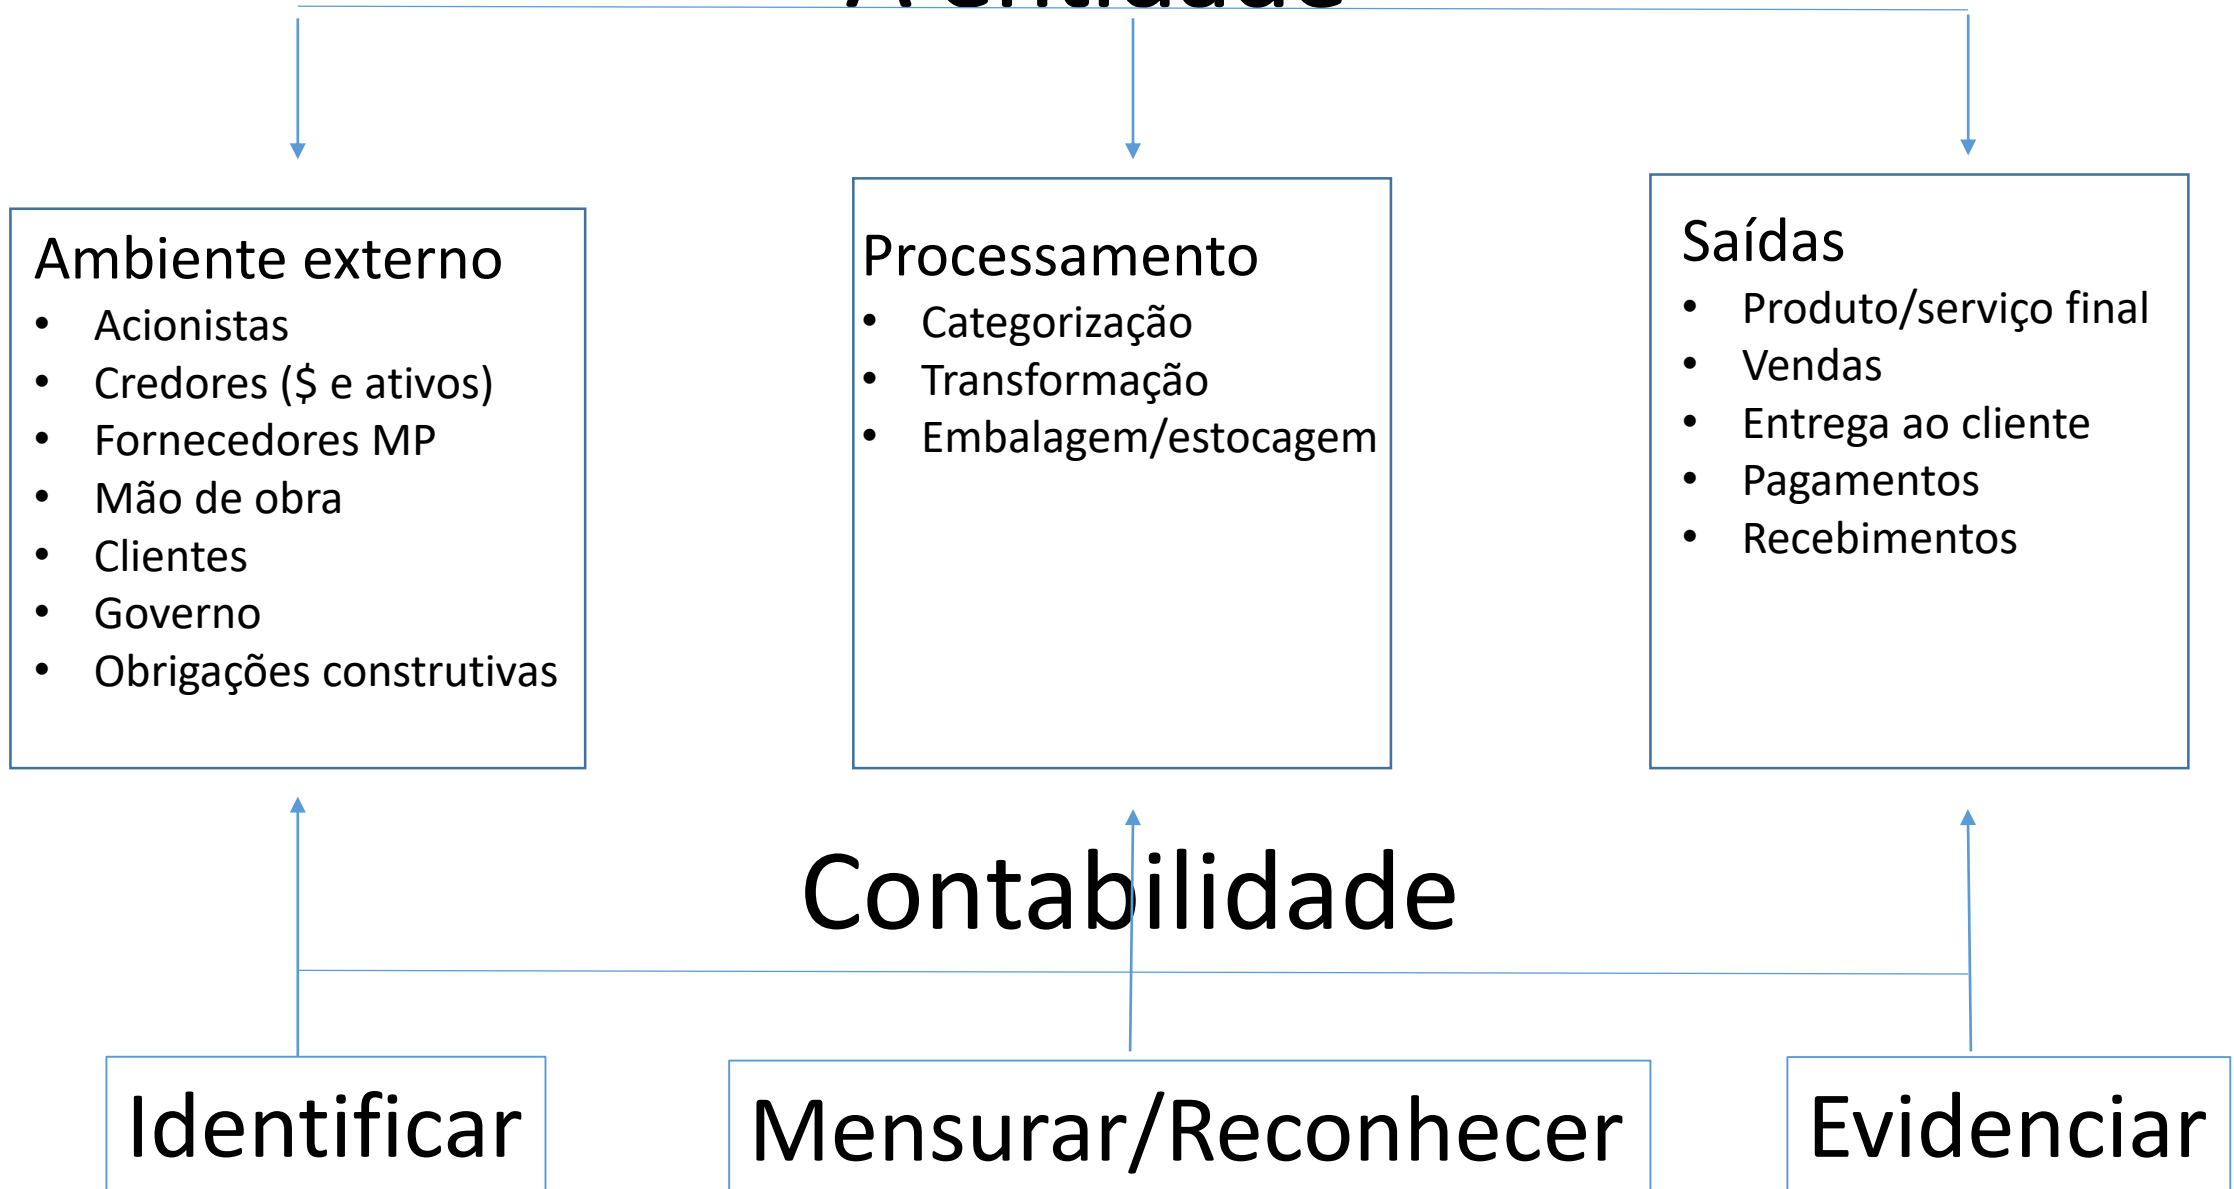 A entidade
Ambiente externo
• Acionistas
• Credores ($ e ativos)
• Fornecedores MP
• Mão de obra
• Clientes
• Governo
• Obrigações construtivas
Processamento
• Categorização
• Transformação
• Embalagem/estocagem
Saídas
• Produto/serviço final
• Vendas
• Entrega ao cliente
• Pagamentos
• Recebimentos
Contabilidade
Identificar
Mensurar/Reconhecer
Evidenciar